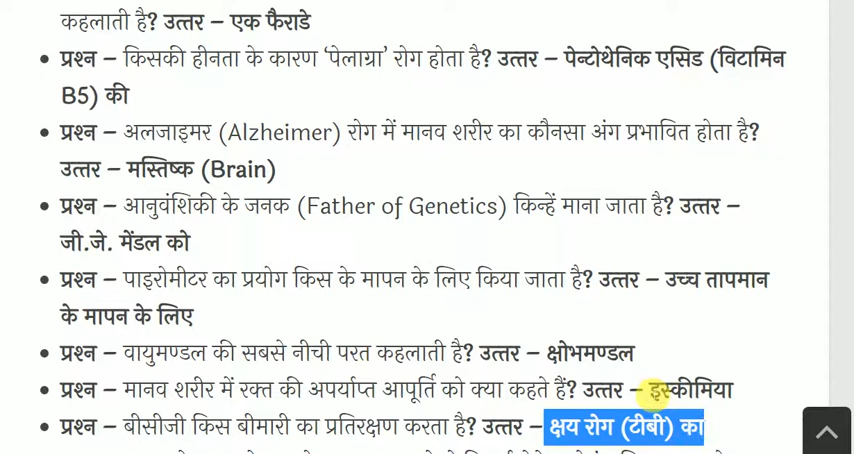 कहलाती है? उत्तर – एक फैराडे
प्रश्न – किसकी हीनता के कारण 'पेलाग्रा' रोग होता है? उत्तर – पेन्टोथेनिक एसिड (विटामिन
B5) की
प्रश्न – अलजाइमर (Alzheimer) रोग में मानव शरीर का कौनसा अंग प्रभावित होता है?
उत्तर – मस्तिष्क (Brain)
प्रश्न – आनुवंशिकी के जनक (Father of Genetics) किन्हें माना जाता है? उत्तर –
जी.जे. मेंडल को
प्रश्न – पाइरोमीटर का प्रयोग किस के मापन के लिए किया जाता है? उत्तर – उच्च तापमान
के मापन के लिए
प्रश्न – वायुमण्डल की सबसे नीची परत कहलाती है? उत्तर – क्षोभमण्डल
प्रश्न – मानव शरीर में रक्त की अपर्याप्त आपूर्ति को क्या कहते हैं? उत्तर – इस्कीमिया
प्रश्न – बीसीजी किस बीमारी का प्रतिरक्षण करता है? उत्तर – क्षय रोग (टीबी) का